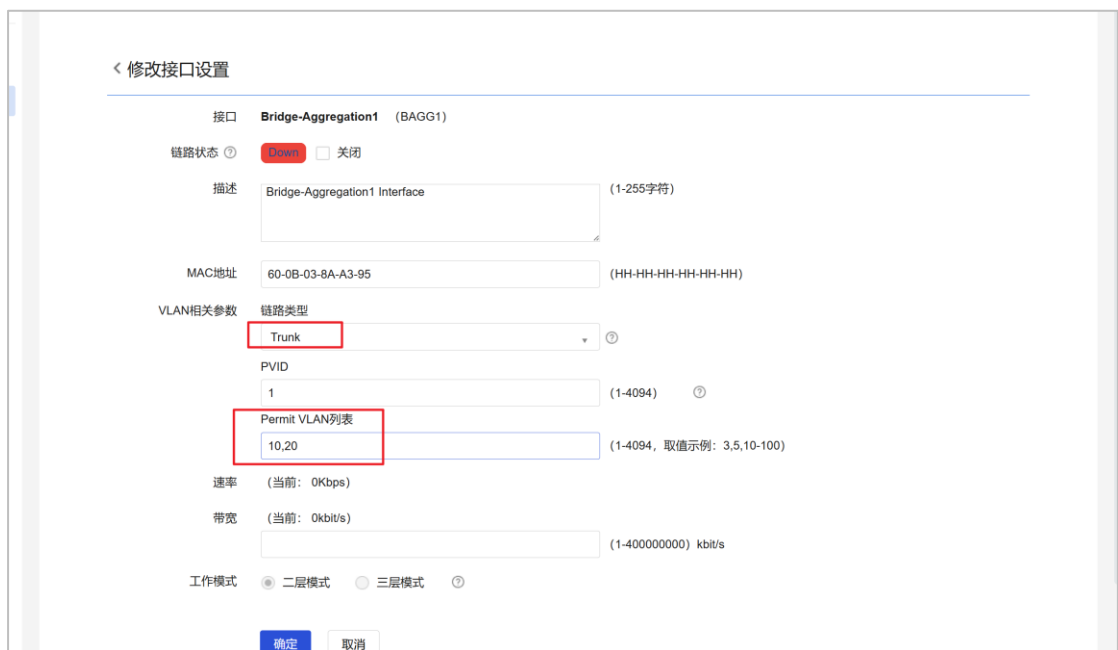 < 修改接口设置
接口 Bridge-Aggregation1 (BAGG1)
链路状态 ? Down 关闭
描述 Bridge-Aggregation1 Interface (1-255字符)
MAC地址 60-0B-03-8A-A3-95 (HH-HH-HH-HH-HH-HH)
VLAN相关参数 链路类型
Trunk ?
PVID
1 (1-4094) ?
Permit VLAN列表
10,20 (1-4094，取值示例：3,5,10-100)
速率 (当前： 0Kbps)
带宽 (当前： 0kbit/s)
(1-400000000) kbit/s
工作模式 二层模式 三层模式 ?
确定 取消